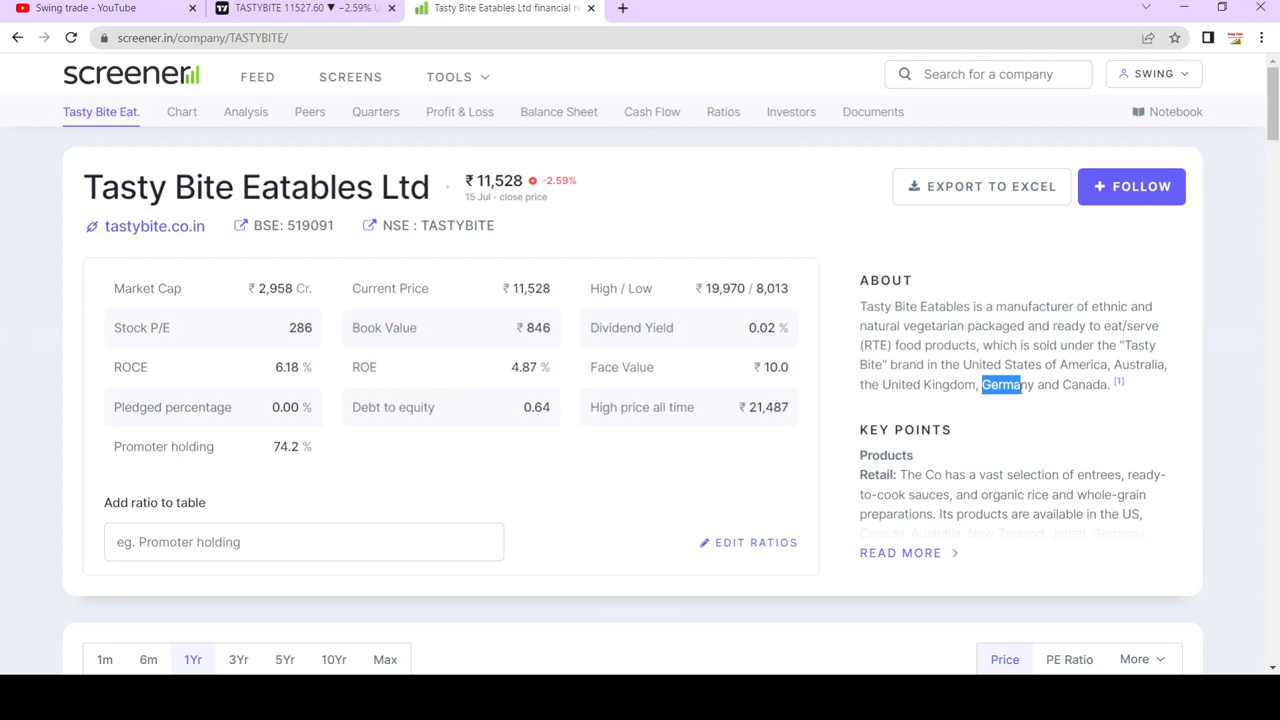 Swing trade - YouTube
TASTYBITE 11527.60 ▼ −2.59% U
Tasty Bite Eatables Ltd financial re
screener.in/company/TASTYBITE/
screener
FEED
SCREENS
TOOLS
Search for a company
SWING
Tasty Bite Eat.
Chart
Analysis
Peers
Quarters
Profit & Loss
Balance Sheet
Cash Flow
Ratios
Investors
Documents
Notebook
Tasty Bite Eatables Ltd
₹ 11,528 -2.59%
15 Jul - close price
EXPORT TO EXCEL
FOLLOW
tastybite.co.in
BSE: 519091
NSE : TASTYBITE
Market Cap ₹ 2,958 Cr.
Current Price ₹ 11,528
High / Low ₹ 19,970 / 8,013
Stock P/E 286
Book Value ₹ 846
Dividend Yield 0.02 %
ROCE 6.18 %
ROE 4.87 %
Face Value ₹ 10.0
Pledged percentage 0.00 %
Debt to equity 0.64
High price all time ₹ 21,487
Promoter holding 74.2 %
Add ratio to table
eg. Promoter holding
EDIT RATIOS
ABOUT
Tasty Bite Eatables is a manufacturer of ethnic and
natural vegetarian packaged and ready to eat/serve
(RTE) food products, which is sold under the “Tasty
Bite” brand in the United States of America, Australia,
the United Kingdom, Germany and Canada. [1]
KEY POINTS
Products
Retail: The Co has a vast selection of entrees, ready-
to-cook sauces, and organic rice and whole-grain
preparations. Its products are available in the US,
Canada, Australia, New Zealand, Japan, Germany,
READ MORE
1m
6m
1Yr
3Yr
5Yr
10Yr
Max
Price
PE Ratio
More